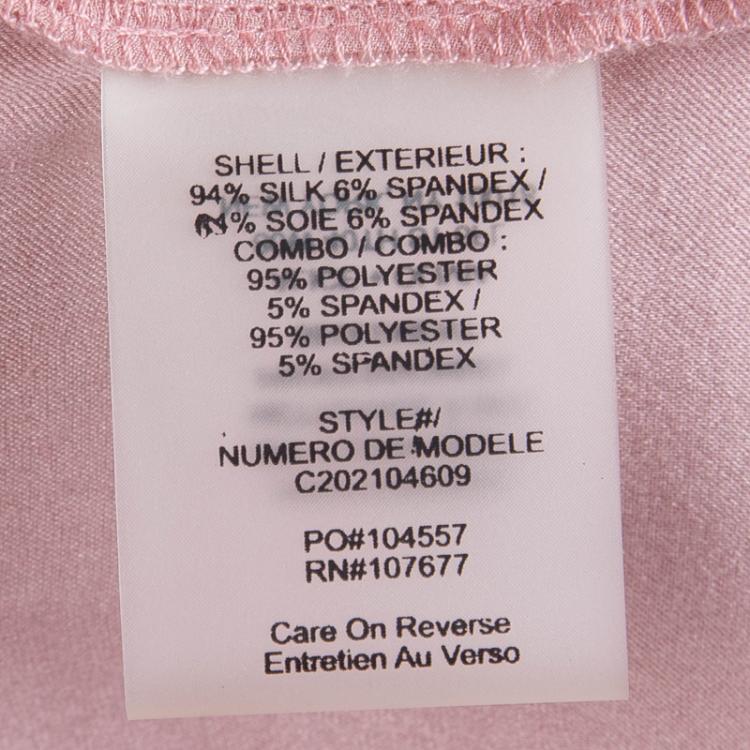 SHELL / EXTERIEUR :
94% SILK 6% SPANDEX /
94% SOIE 6% SPANDEX
COMBO / COMBO :
95% POLYESTER
5% SPANDEX /
95% POLYESTER
5% SPANDEX
STYLE#/
NUMERO DE MODELE
C202104609
PO#104557
RN#107677
Care On Reverse
Entretien Au Verso